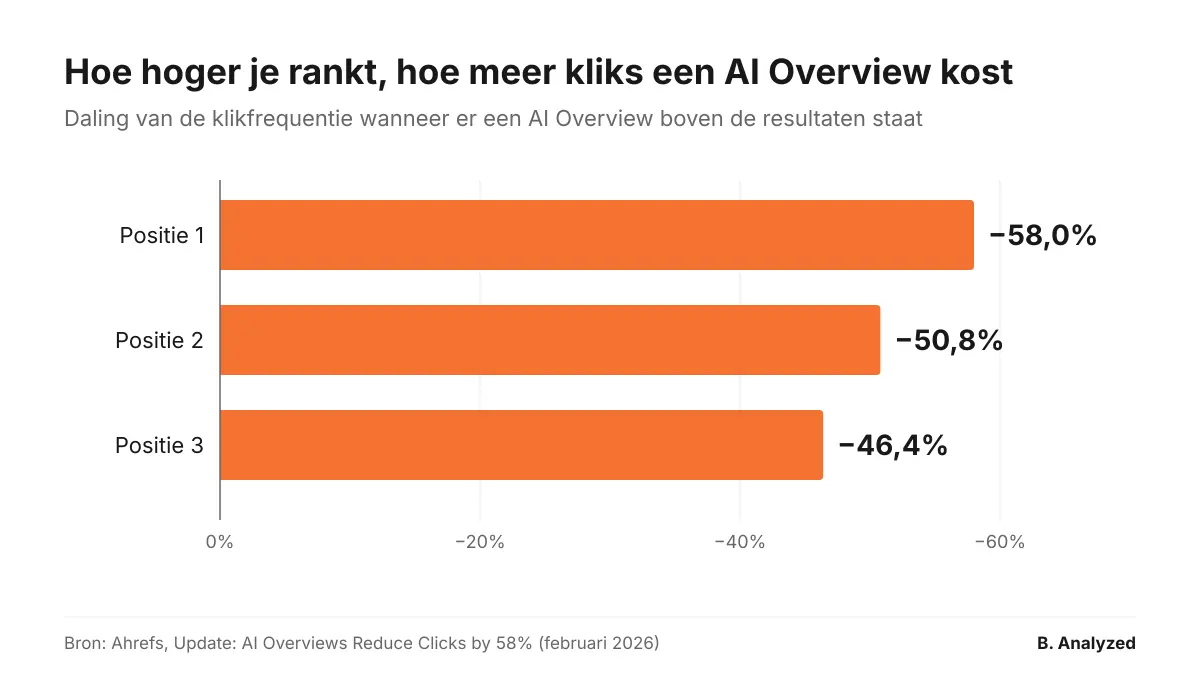 Hoe hoger je rankt, hoe meer kliks een AI Overview kost
Daling van de klikfrequentie wanneer er een AI Overview boven de resultaten staat
Positie 1
−58,0%
Positie 2
−50,8%
Positie 3
−46,4%
0%
−20%
−40%
−60%
Bron: Ahrefs, Update: AI Overviews Reduce Clicks by 58% (februari 2026)
B. Analyzed